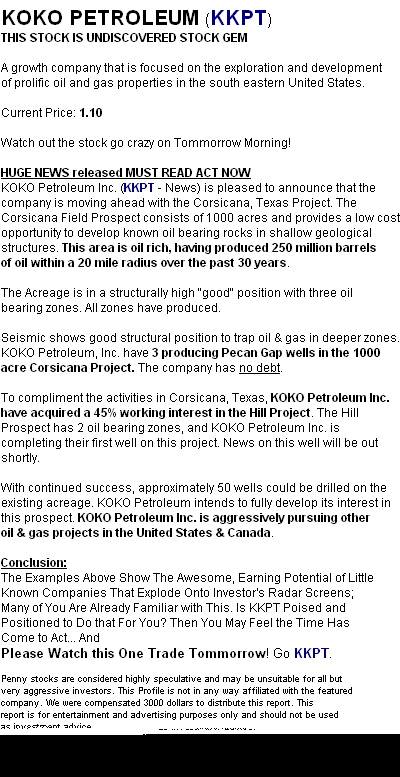 KOKO PETROLEUM (KKPT)
THIS STOCK IS UNDISCOVERED STOCK GEM
A growth company that is focused on the exploration and development
of prolific oil and gas properties in the south eastern United States.
Current Price: 1.10
Watch out the stock go crazy on Tommorrow Morning!
HUGE NEWS released MUST READ ACT NOW
KOKO Petroleum Inc. (KKPT - News) is pleased to announce that the
company is moving ahead with the Corsicana, Texas Project. The
Corsicana Field Prospect consists of 1000 acres and provides a low cost
opportunity to develop known oil bearing rocks in shallow geological
structures. This area is oil rich, having produced 250 million barrels
of oil within a 20 mile radius over the past 30 years.
The Acreage is in a structurally high "good" position with three oil
bearing zones. All zones have produced.
Seismic shows good structural position to trap oil & gas in deeper zones.
KOKO Petroleum, Inc. have 3 producing Pecan Gap wells in the 1000
acre Corsicana Project. The company has no debt.
To compliment the activities in Corsicana, Texas, KOKO Petroleum Inc.
have acquired a 45% working interest in the Hill Project. The Hill
Prospect has 2 oil bearing zones, and KOKO Petroleum Inc. is
completing their first well on this project. News on this well will be out
shortly.
With continued success, approximately 50 wells could be drilled on the
existing acreage. KOKO Petroleum intends to fully develop its interest in
this prospect. KOKO Petroleum Inc. is aggressively pursuing other
oil & gas projects in the United States & Canada.
Conclusion:
The Examples Above Show The Awesome, Earning Potential of Little
Known Companies That Explode Onto Investor's Radar Screens;
Many of You Are Already Familiar with This. Is KKPT Poised and
Positioned to Do that For You? Then You May Feel the Time Has
Come to Act... And
Please Watch this One Trade Tommorrow! Go KKPT.
Penny stocks are considered highly speculative and may be unsuitable for all but
very aggressive investors. This Profile is not in any way affiliated with the featured
company. We were compensated 3000 dollars to distribute this report. This
report is for entertainment and advertising purposes only and should not be used
as investment advice.